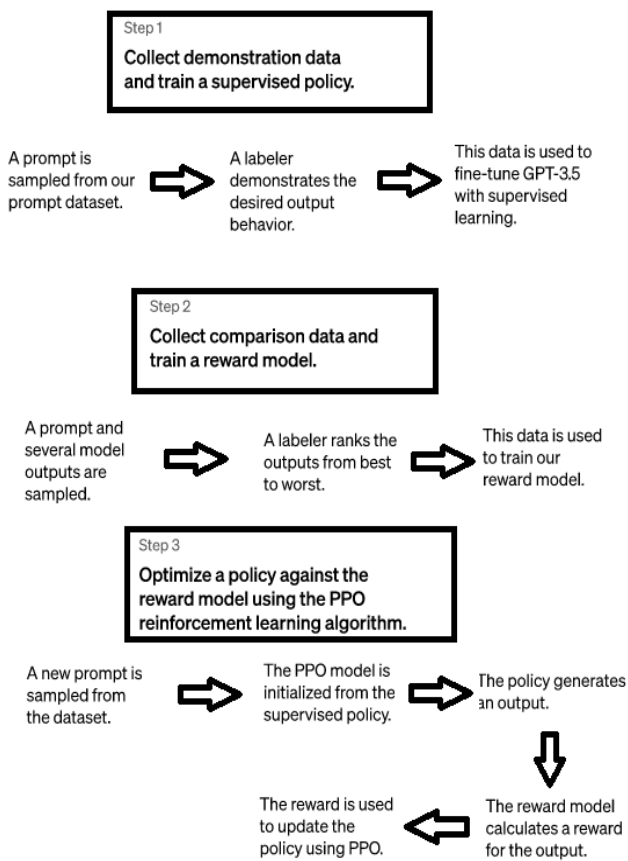 Step 1
Collect demonstration data
and train a supervised policy.
A prompt is
sampled from our
prompt dataset.
A labeler
demonstrates the
desired output
behavior.
This data is used to
fine-tune GPT-3.5
with supervised
learning.
Step 2
Collect comparison data and
train a reward model.
A prompt and
several model
outputs are
sampled.
A labeler ranks the
outputs from best
to worst.
This data is used
to train our
reward model.
Step 3
Optimize a policy against the
reward model using the PPO
reinforcement learning algorithm.
A new prompt is
sampled from
the dataset.
The PPO model is
initialized from the
supervised policy.
The policy generates
an output.
The reward model
calculates a reward
for the output.
The reward is used
to update the
policy using PPO.